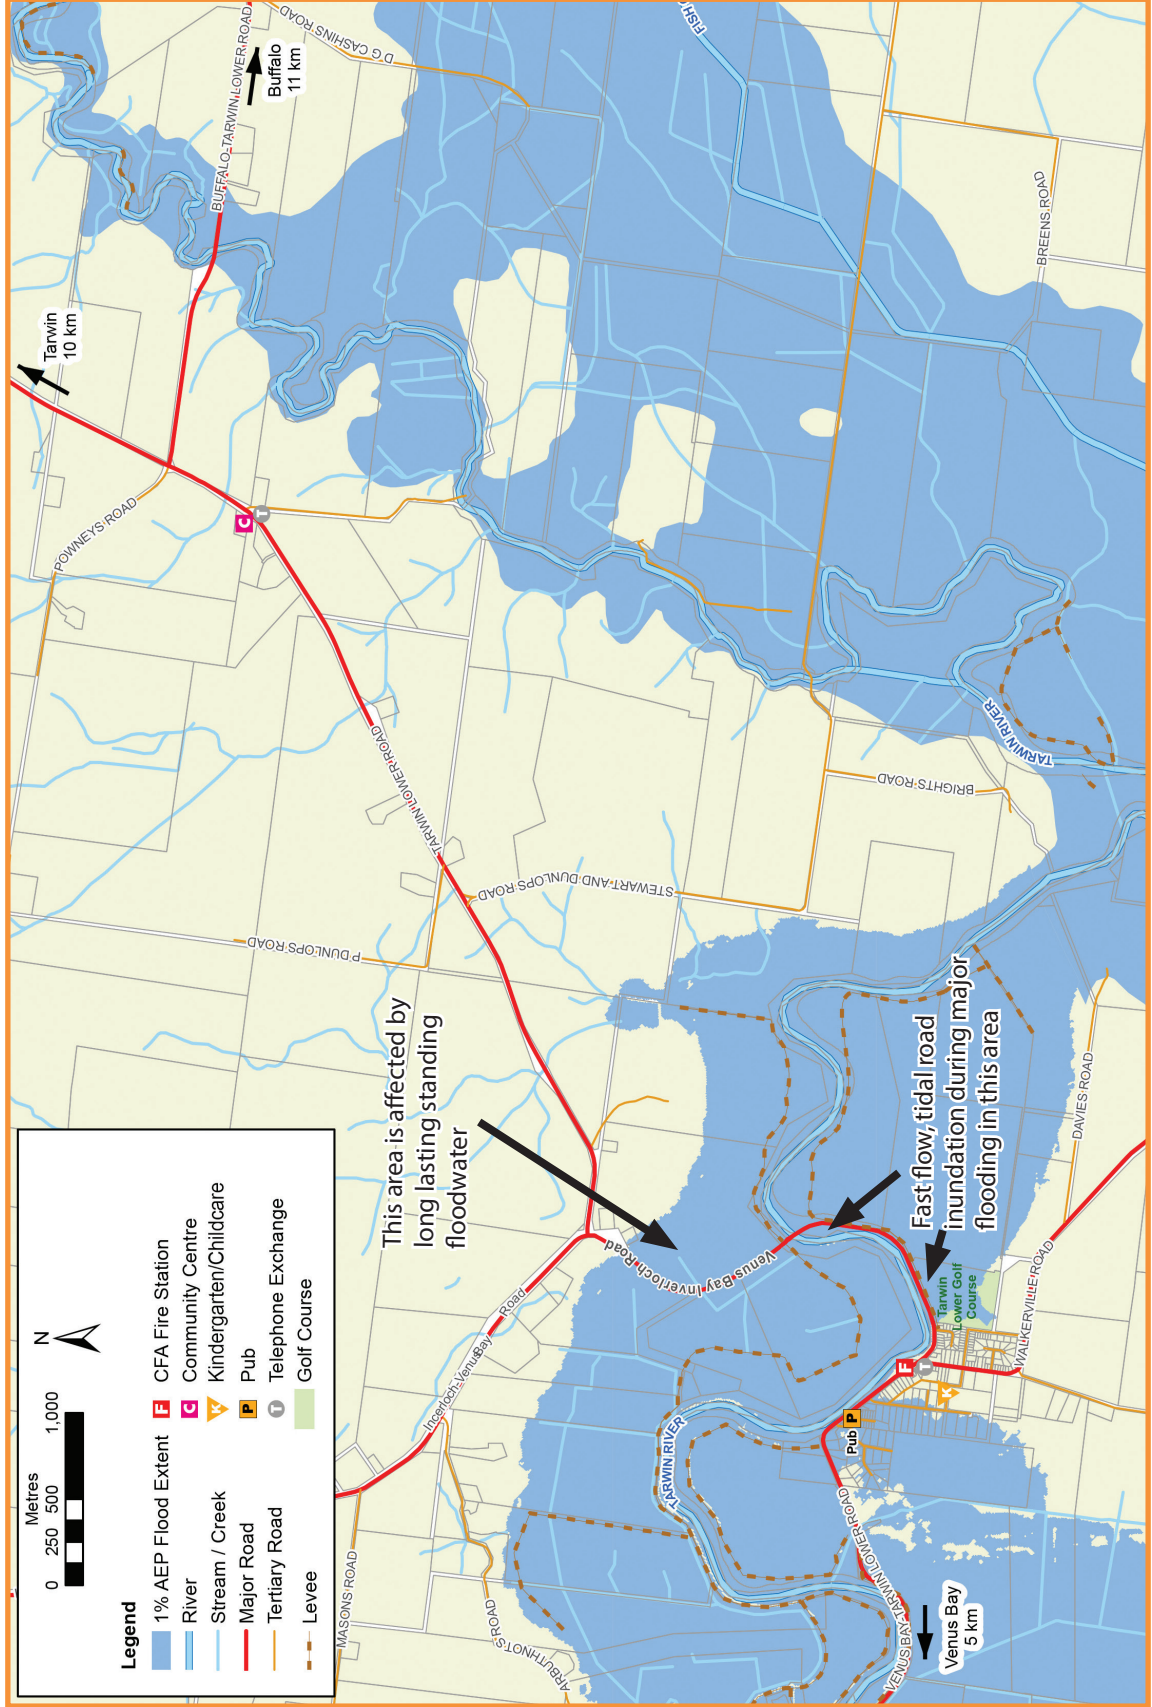 Legend
1% AEP Flood Extent
River
Stream / Creek
Major Road
Tertiary Road
Levee
F
CFA Fire Station
C
Community Centre
K
Kindergarten/Childcare
P
Pub
T
Telephone Exchange
Golf Course
Metres
0 250 500 1,000
N
MASONS ROAD
ARBUTHNOTS ROAD
Incerloch-VenusBay Road
This area is affected by
long lasting standing
floodwater
Venus Bay Inverloch Road
P DUNLOPS ROAD
STEWART AND DUNLOPS ROAD
TARWIN LOWER ROAD
POWNEYS ROAD
C
T
Tarwin
10 km
BUFFALO-TARWIN LOWER ROAD
Buffalo
11 km
D G CASHINS ROAD
FISH C
BREENS ROAD
BRIGHTS ROAD
TARWIN RIVER
Fast flow, tidal road
inundation during major
flooding in this area
DAVIES ROAD
WALKERVILLE ROAD
Tarwin
Lower Golf
Course
F
T
K
Pub P
TARWIN RIVER
VENUS BAY-TARWIN LOWER ROAD
Venus Bay
5 km